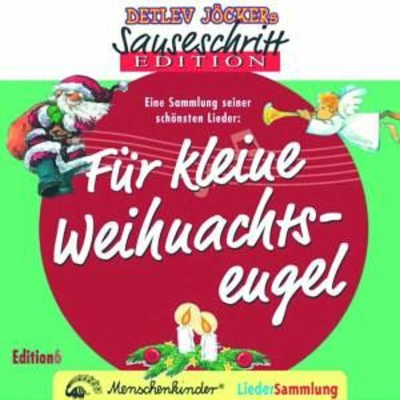 DETLEV JÖCKERs
Sauseschritt
EDITION
Eine Sammlung seiner
schönsten Lieder:
Für kleine
Weihnachts-
engel
Edition6
Menschenkinder®
LiederSammlung